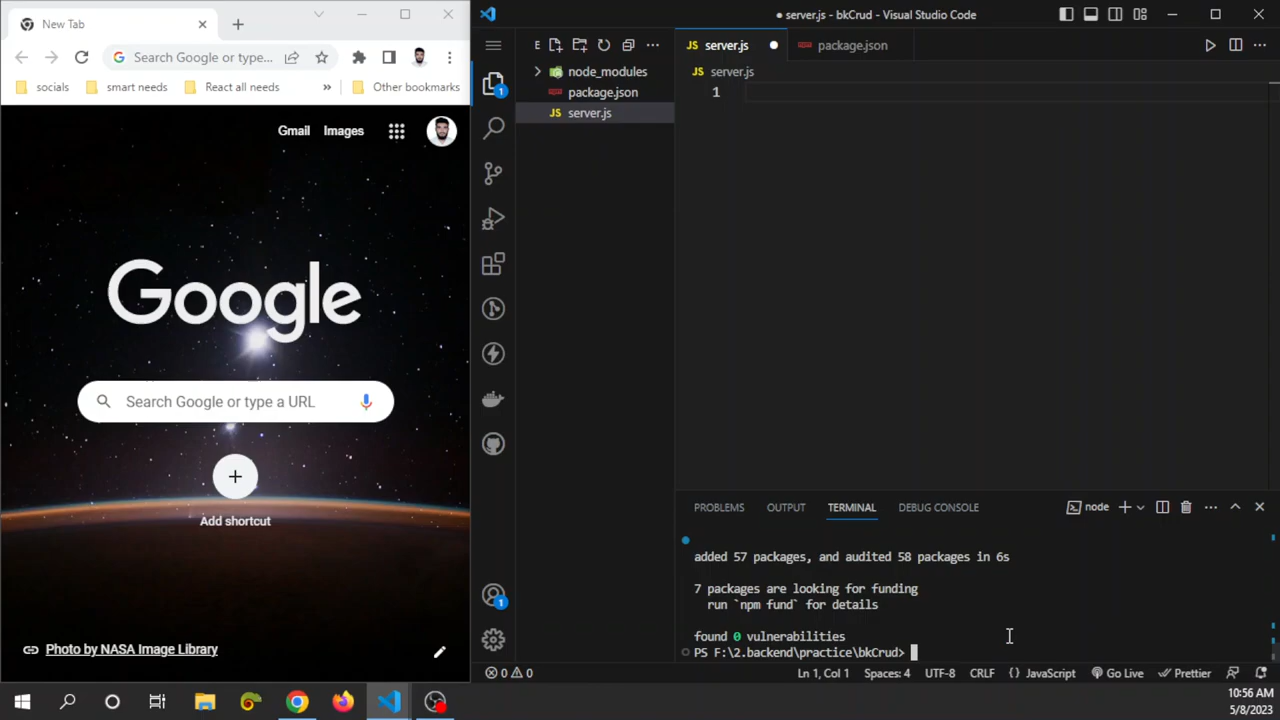 New Tab
Search Google or type...
socials
smart needs
React all needs
»
Other bookmarks
Gmail
Images
Google
Search Google or type a URL
Add shortcut
Photo by NASA Image Library
● server.js - bkCrud - Visual Studio Code
E
node_modules
package.json
JS server.js
1
1
JS server.js ●
package.json
JS server.js
1
PROBLEMS
OUTPUT
TERMINAL
DEBUG CONSOLE
node
added 57 packages, and audited 58 packages in 6s
7 packages are looking for funding
run `npm fund` for details
found 0 vulnerabilities
PS F:\2.backend\practice\bkCrud>
0 0
Ln 1, Col 1
Spaces: 4
UTF-8
CRLF
{} JavaScript
Go Live
Prettier
10:56 AM
5/8/2023